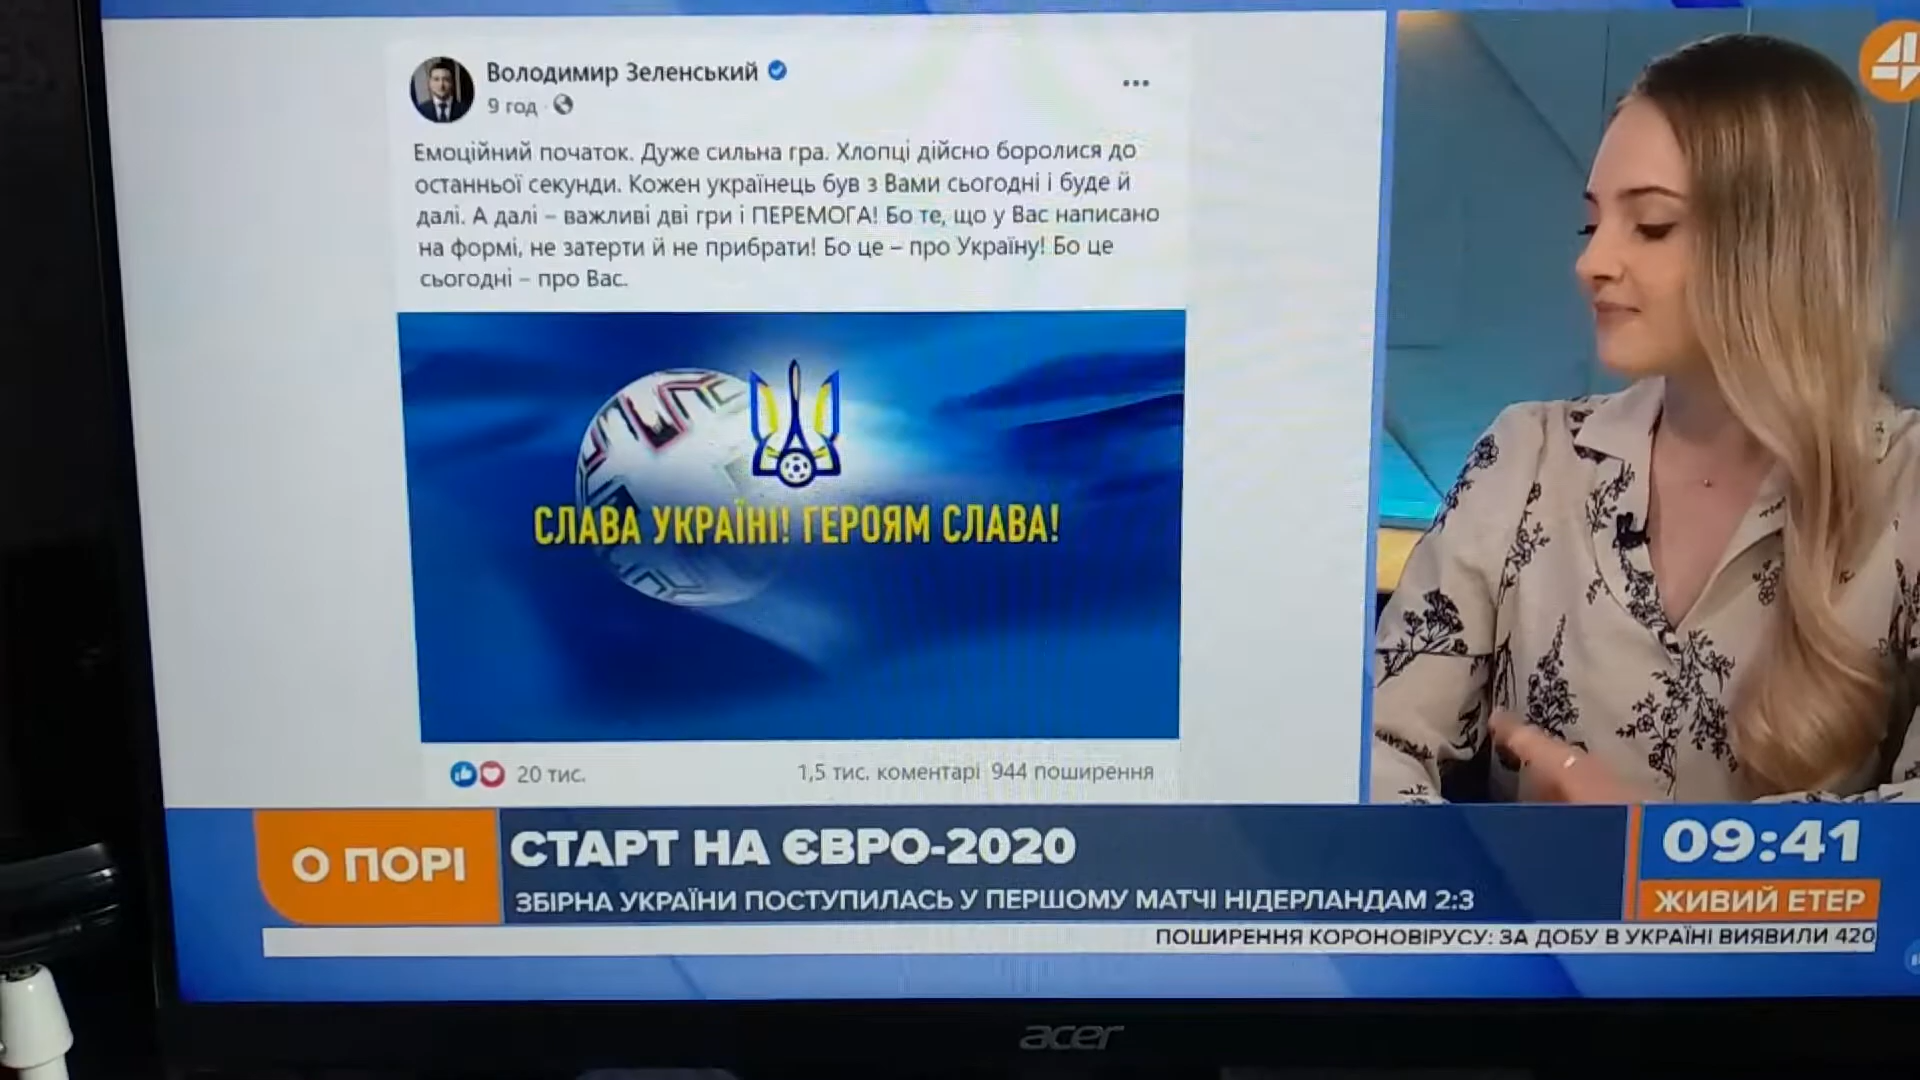 Володимир Зеленський
9 год
Емоційний початок. Дуже сильна гра. Хлопці дійсно боролися до
останньої секунди. Кожен українець був з Вами сьогодні і буде й
далі. А далі – важливі дві гри і ПЕРЕМОГА! Бо те, що у Вас написано
на формі, не затерти й не прибрати! Бо це – про Україну! Бо це
сьогодні – про Вас.
СЛАВА УКРАЇНІ! ГЕРОЯМ СЛАВА!
20 тис.
1,5 тис. коментарі 944 поширення
4
О ПОРІ
СТАРТ НА ЄВРО-2020
ЗБІРНА УКРАЇНИ ПОСТУПИЛАСЬ У ПЕРШОМУ МАТЧІ НІДЕРЛАНДАМ 2:3
09:41
ЖИВИЙ ЕТЕР
ПОШИРЕННЯ КОРОНОВІРУСУ: ЗА ДОБУ В УКРАЇНІ ВИЯВИЛИ 420
acer